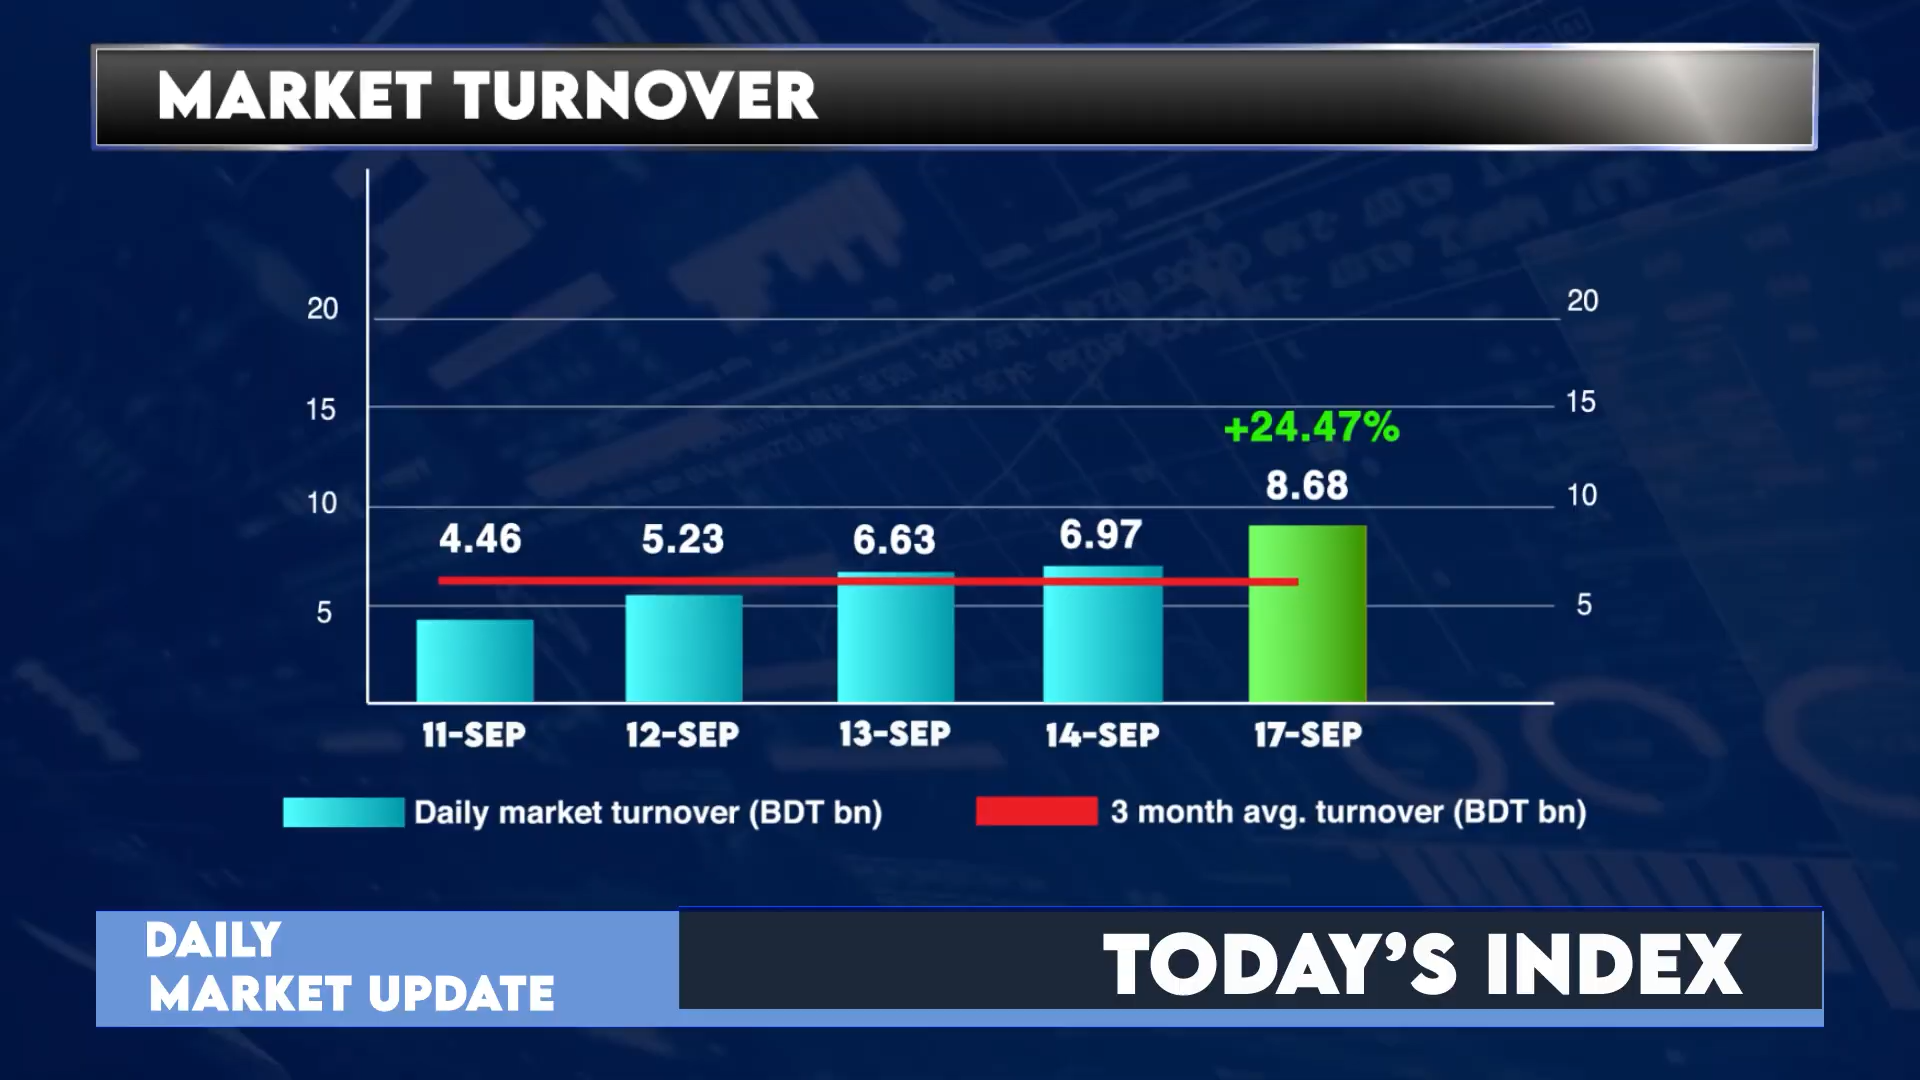 MARKET TURNOVER
20 20
15 15
+24.47%
8.68
10 10
4.46 5.23 6.63 6.97
5 5
11-SEP 12-SEP 13-SEP 14-SEP 17-SEP
Daily market turnover (BDT bn) 3 month avg. turnover (BDT bn)
DAILY
MARKET UPDATE
TODAY'S INDEX